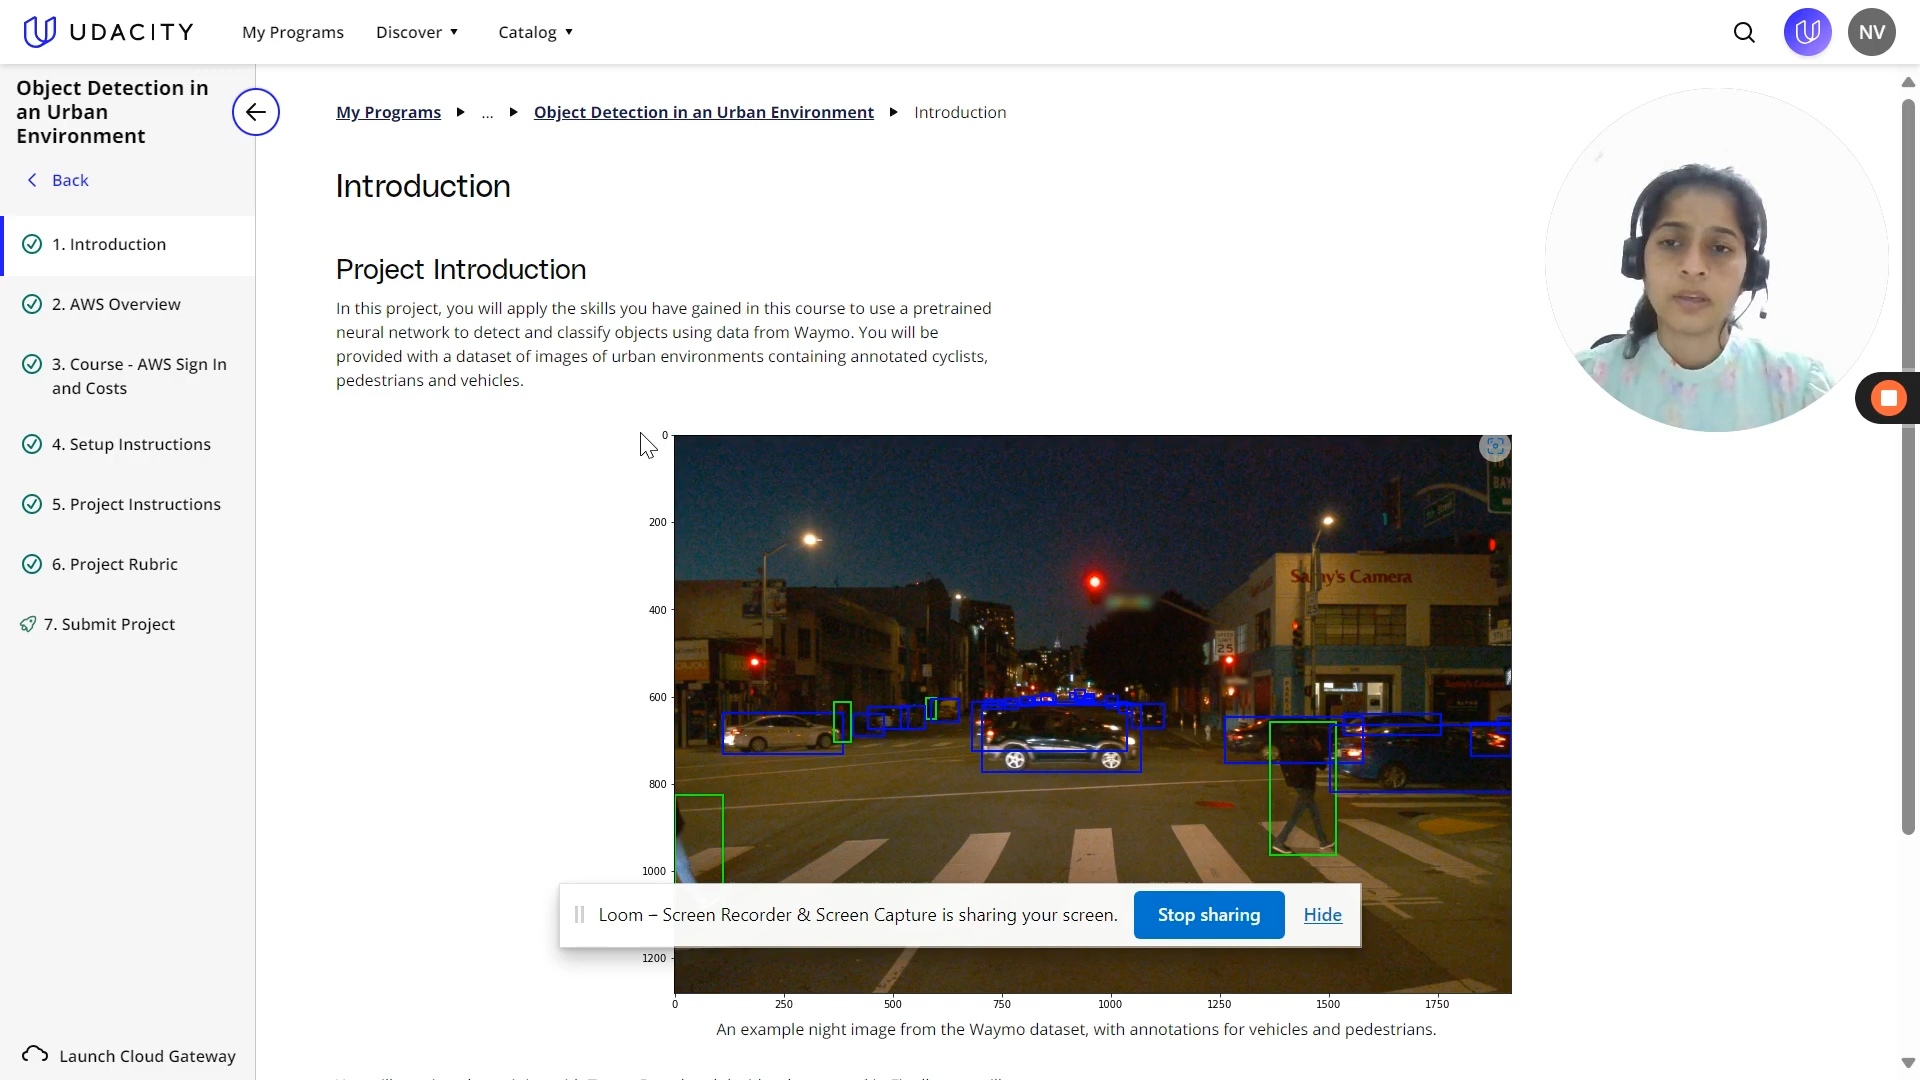 UDACITY
My Programs
Discover
Catalog
NV
Object Detection in
an Urban
Environment
Back
1. Introduction
2. AWS Overview
3. Course - AWS Sign In
and Costs
4. Setup Instructions
5. Project Instructions
6. Project Rubric
7. Submit Project
Launch Cloud Gateway
My Programs ... Object Detection in an Urban Environment Introduction
Introduction
Project Introduction
In this project, you will apply the skills you have gained in this course to use a pretrained
neural network to detect and classify objects using data from Waymo. You will be
provided with a dataset of images of urban environments containing annotated cyclists,
pedestrians and vehicles.
0
200
400
600
800
1000
1200
BAY
Samy's Camera
25
Loom – Screen Recorder & Screen Capture is sharing your screen.
Stop sharing
Hide
0 250 500 750 1000 1250 1500 1750
An example night image from the Waymo dataset, with annotations for vehicles and pedestrians.